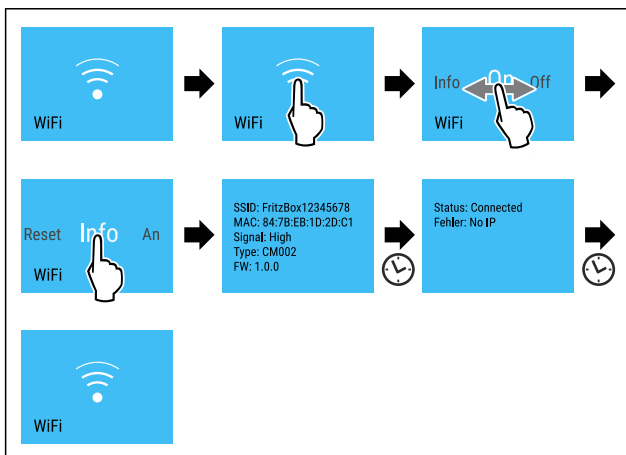 WiFi
WiFi
Info On Off
WiFi
Reset Info An
WiFi
SSID: FritzBox12345678
MAC: 84:7B:EB:1D:2D:C1
Signal: High
Type: CM002
FW: 1.0.0
Status: Connected
Fehler: No IP
WiFi